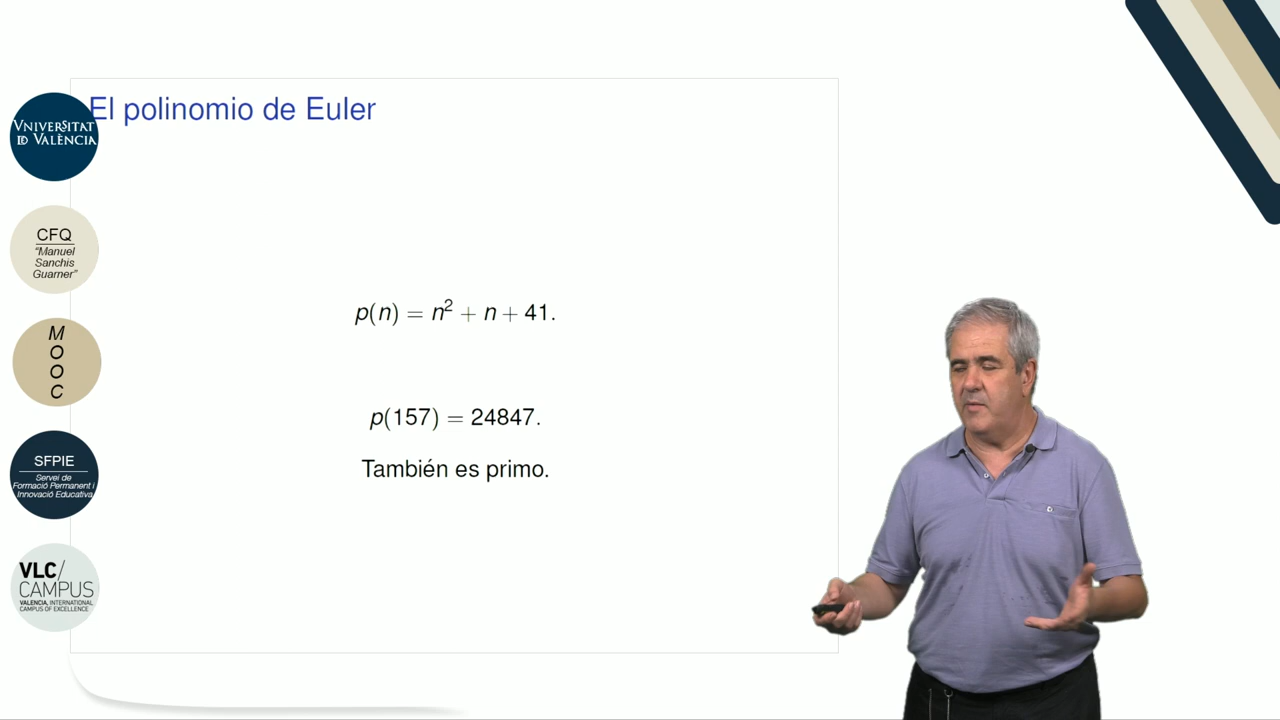 El polinomio de Euler
VNIVERSITAT
ID VALÈNCIA
CFQ
"Manuel
Sanchis
Guarner"
M
O
O
C
SFPIE
Servei de
Formació Permanent i
Innovació Educativa
VLC/
CAMPUS
VALENCIA, INTERNATIONAL
CAMPUS OF EXCELLENCE
p(n) = n² + n + 41.
p(157) = 24847.
También es primo.